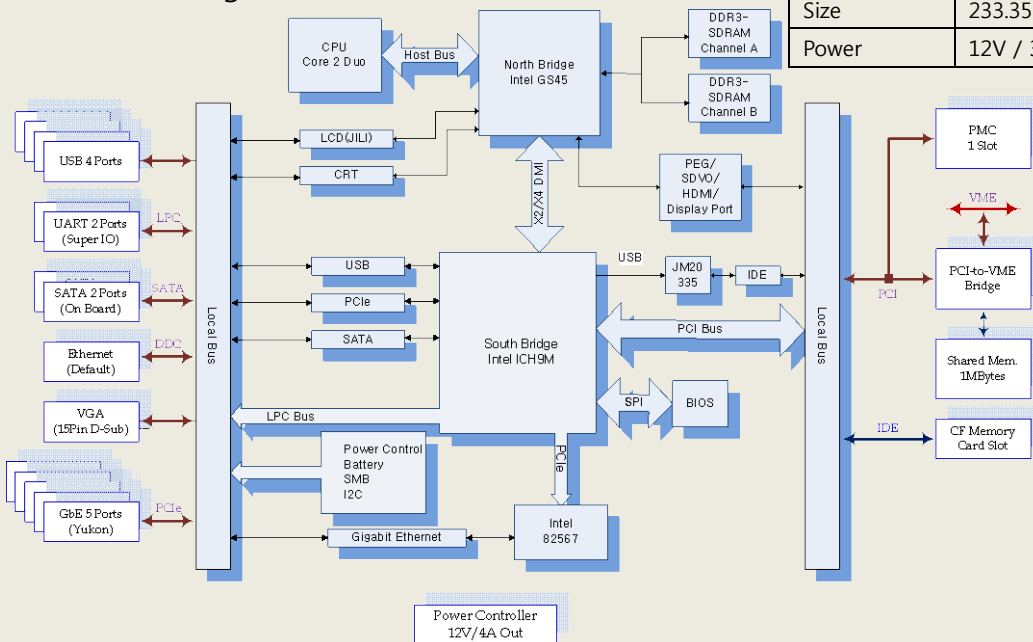 Size
233.35
Power
12V / 3
CPU
Core 2 Duo
Host Bus
North Bridge
Intel GS45
DDR3-
SDRAM
Channel A
DDR3-
SDRAM
Channel B
LCD(JILI)
CRT
X2/X4 DMI
PEG/
SDVO/
HDMI/
Display Port
USB 4 Ports
UART 2 Ports
(Super IO)
LPC
SATA 2 Ports
(On Board)
SATA
Ethernet
(Default)
DDC
VGA
(15Pin D-Sub)
GbE 5 Ports
(Yukon)
PCIe
Local Bus
USB
PCIe
SATA
South Bridge
Intel ICH9M
USB
JM20
335
IDE
PCI Bus
SPI
BIOS
LPC Bus
Power Control
Battery
SMB
I2C
PCIe
Gigabit Ethernet
Intel
82567
Local Bus
PMC
1 Slot
VME
PCI-to-VME
Bridge
PCI
Shared Mem.
1MBytes
IDE
CF Memory
Card Slot
Power Controller
12V/4A Out